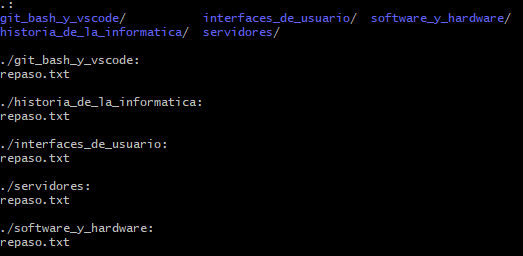 .:
git_bash_y_vscode/ interfaces_de_usuario/ software_y_hardware/
historia_de_la_informatica/ servidores/
./git_bash_y_vscode:
repaso.txt
./historia_de_la_informatica:
repaso.txt
./interfaces_de_usuario:
repaso.txt
./servidores:
repaso.txt
./software_y_hardware:
repaso.txt